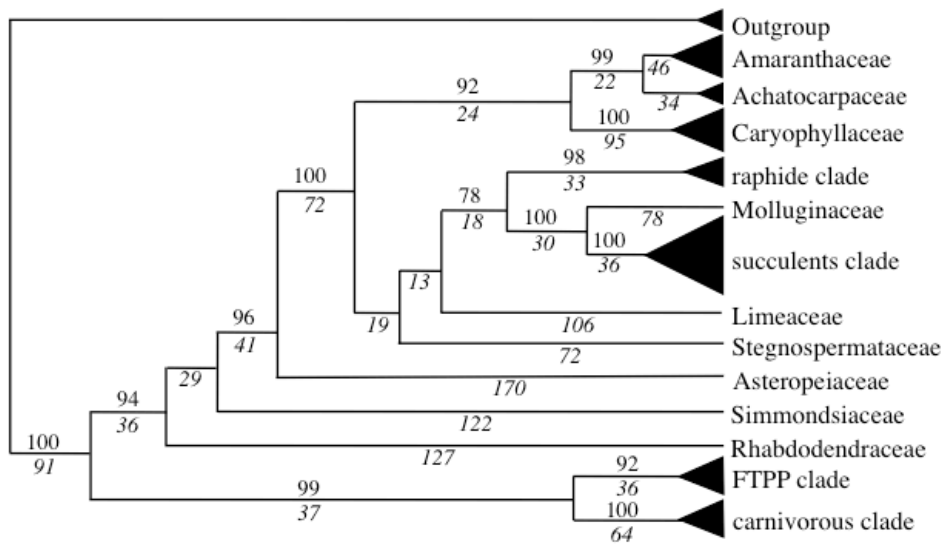 Outgroup
99
46
Amaranthaceae
22
92
34
Achatocarpaceae
24
100
Caryophyllaceae
95
98
33
raphide clade
100
72
78
18
100
78
Molluginaceae
30
100
36
succulents clade
13
19
106
Limeaceae
72
Stegnospermataceae
96
41
29
170
Asteropeiaceae
94
36
122
Simmondsiaceae
100
91
127
Rhabdodendraceae
92
36
FTPP clade
99
37
100
64
carnivorous clade